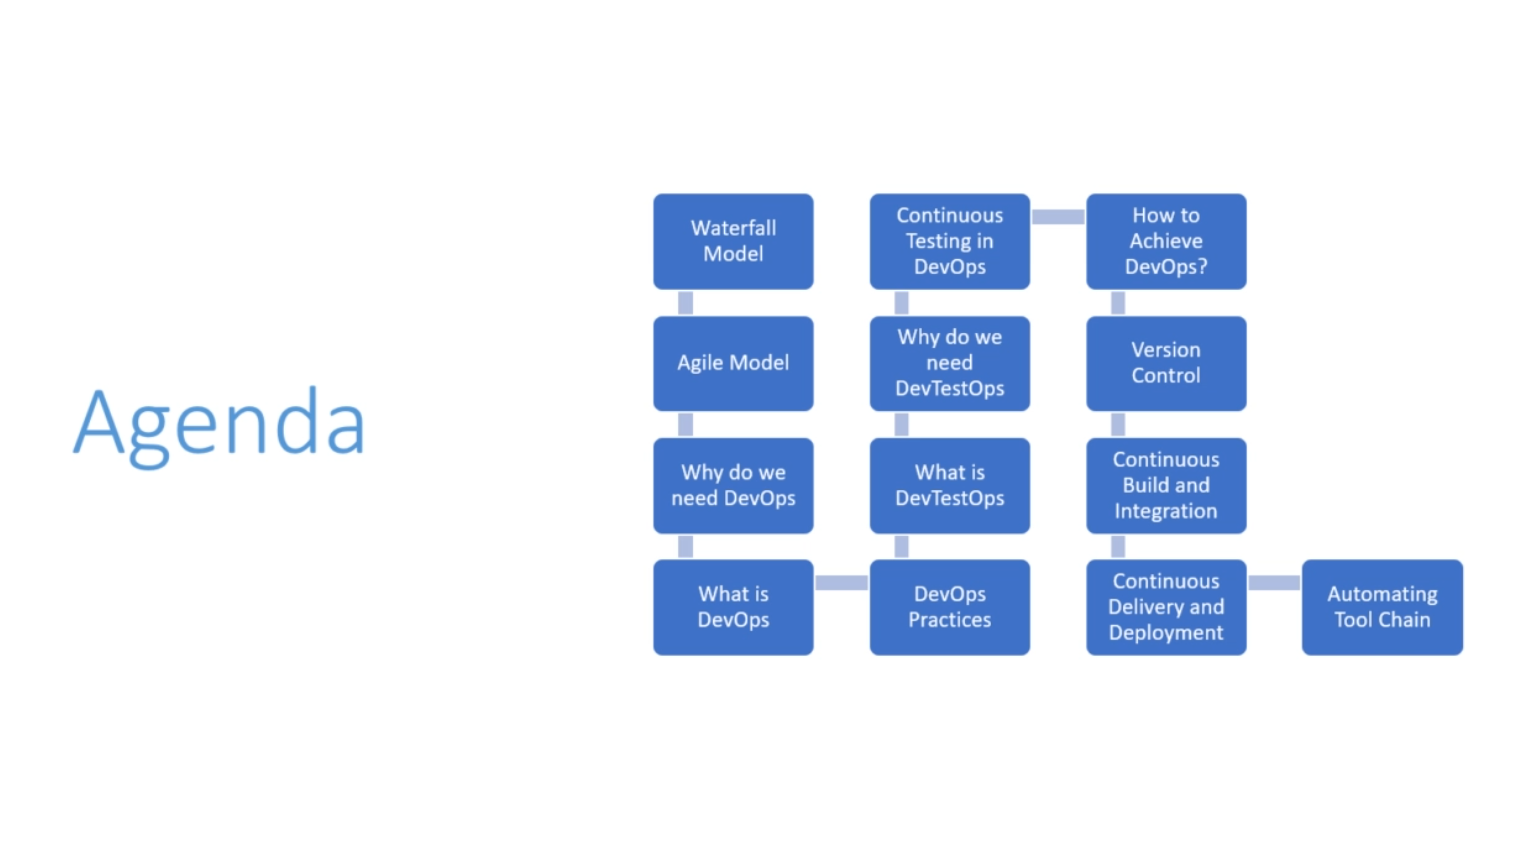 Agenda
Waterfall
Model
Agile Model
Why do we
need DevOps
What is
DevOps
DevOps
Practices
What is
DevTestOps
Why do we
need
DevTestOps
Continuous
Testing in
DevOps
How to
Achieve
DevOps?
Version
Control
Continuous
Build and
Integration
Continuous
Delivery and
Deployment
Automating
Tool Chain